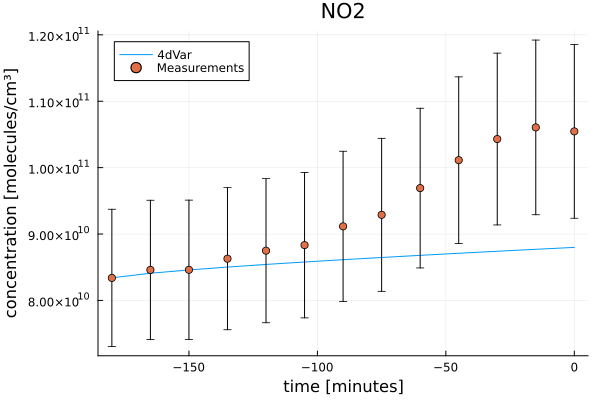 NO2
1.20×10¹¹
4dVar
Measurements
1.10×10¹¹
1.00×10¹¹
9.00×10¹⁰
8.00×10¹⁰
concentration [molecules/cm³]
−150
−100
−50
0
time [minutes]